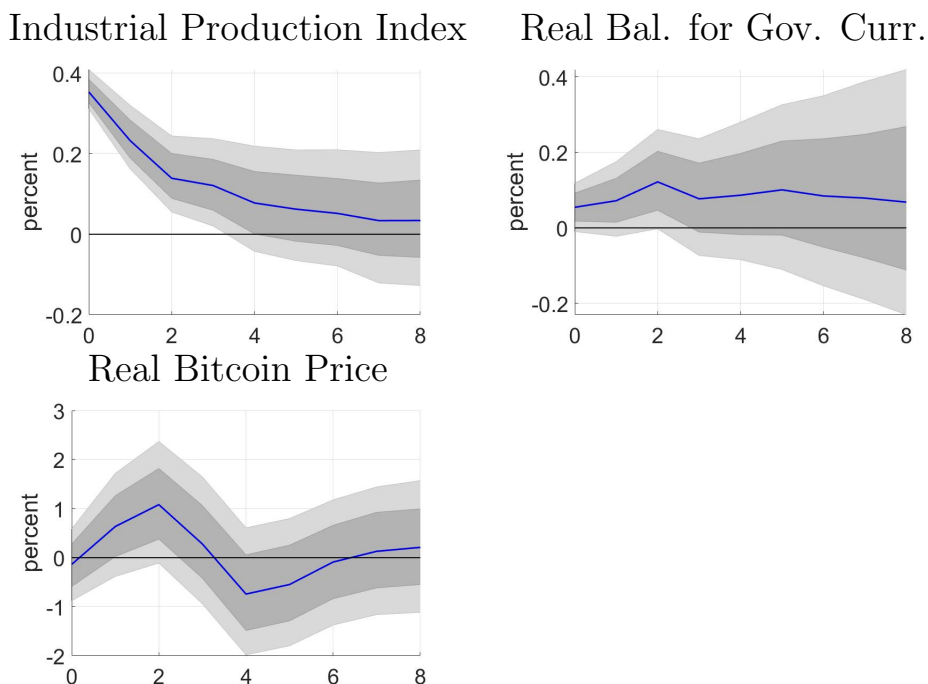 Industrial Production Index
percent
0.4
0.2
0
-0.2
0 2 4 6 8
Real Bal. for Gov. Curr.
percent
0.4
0.2
0
-0.2
0 2 4 6 8
Real Bitcoin Price
percent
3
2
1
0
-1
-2
0 2 4 6 8